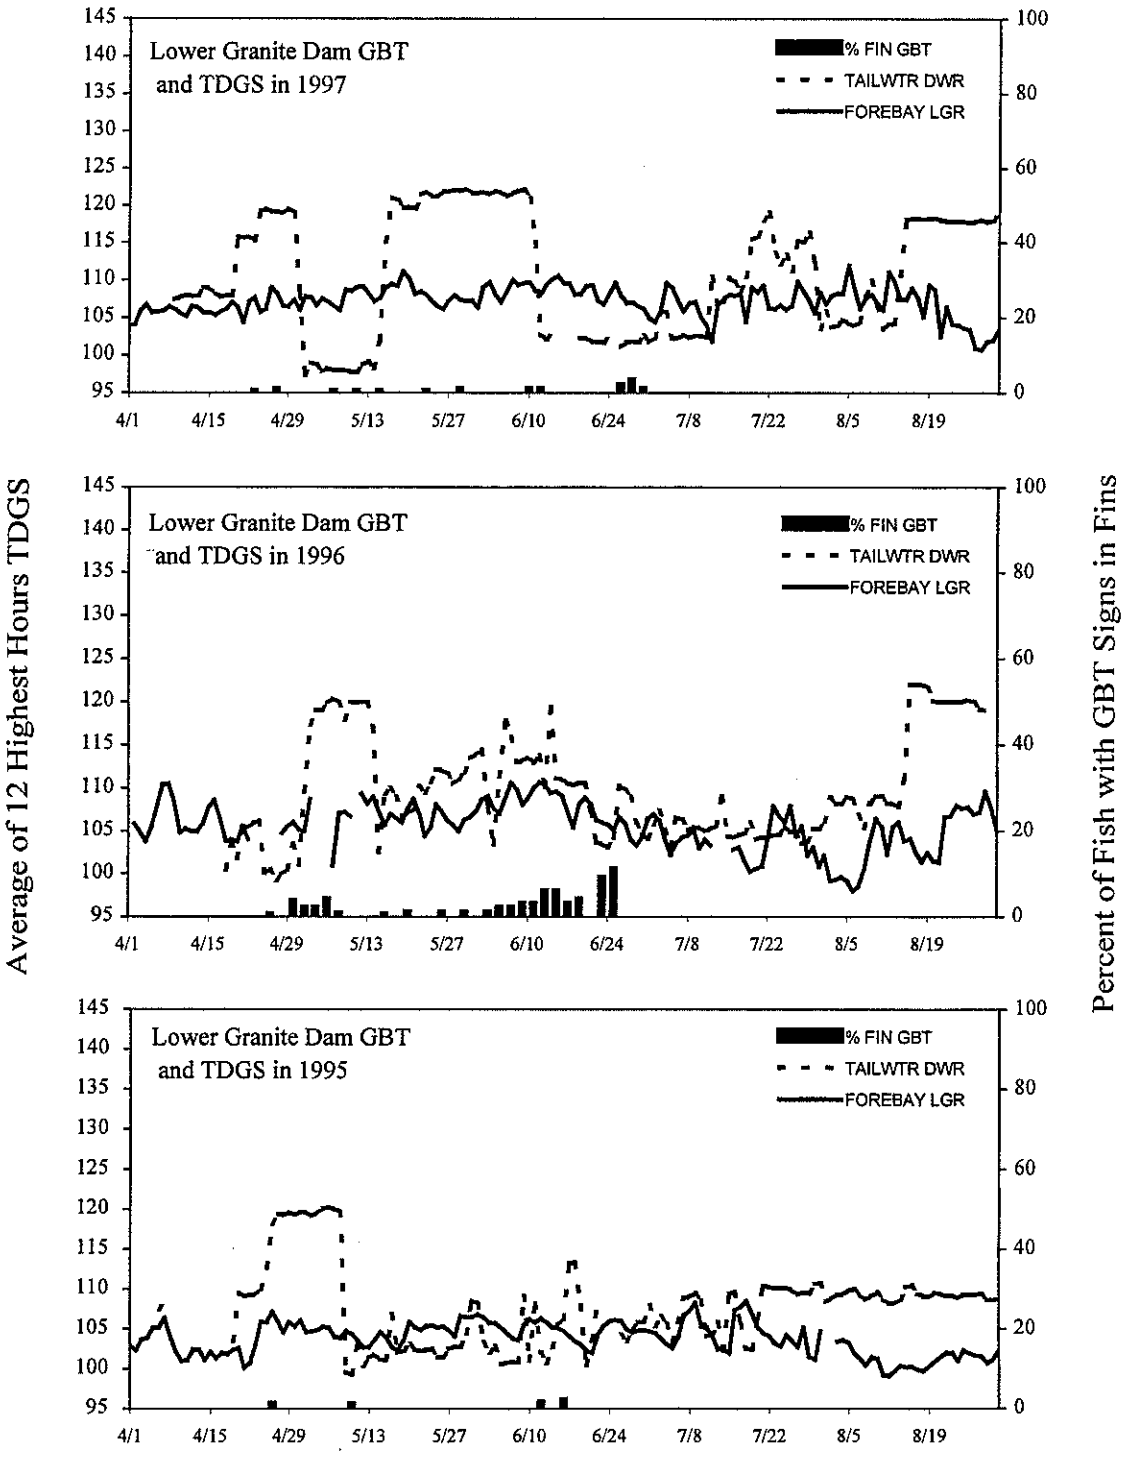 145
140
135
130
125
120
115
110
105
100
95
100
80
60
40
20
0
Lower Granite Dam GBT
and TDGS in 1997
% FIN GBT
TAILWTR DWR
FOREBAY LGR
4/1 4/15 4/29 5/13 5/27 6/10 6/24 7/8 7/22 8/5 8/19
Average of 12 Highest Hours TDGS
145
140
135
130
125
120
115
110
105
100
95
100
80
60
40
20
0
Lower Granite Dam GBT
and TDGS in 1996
% FIN GBT
TAILWTR DWR
FOREBAY LGR
4/1 4/15 4/29 5/13 5/27 6/10 6/24 7/8 7/22 8/5 8/19
Percent of Fish with GBT Signs in Fins
145
140
135
130
125
120
115
110
105
100
95
100
80
60
40
20
0
Lower Granite Dam GBT
and TDGS in 1995
% FIN GBT
TAILWTR DWR
FOREBAY LGR
4/1 4/15 4/29 5/13 5/27 6/10 6/24 7/8 7/22 8/5 8/19